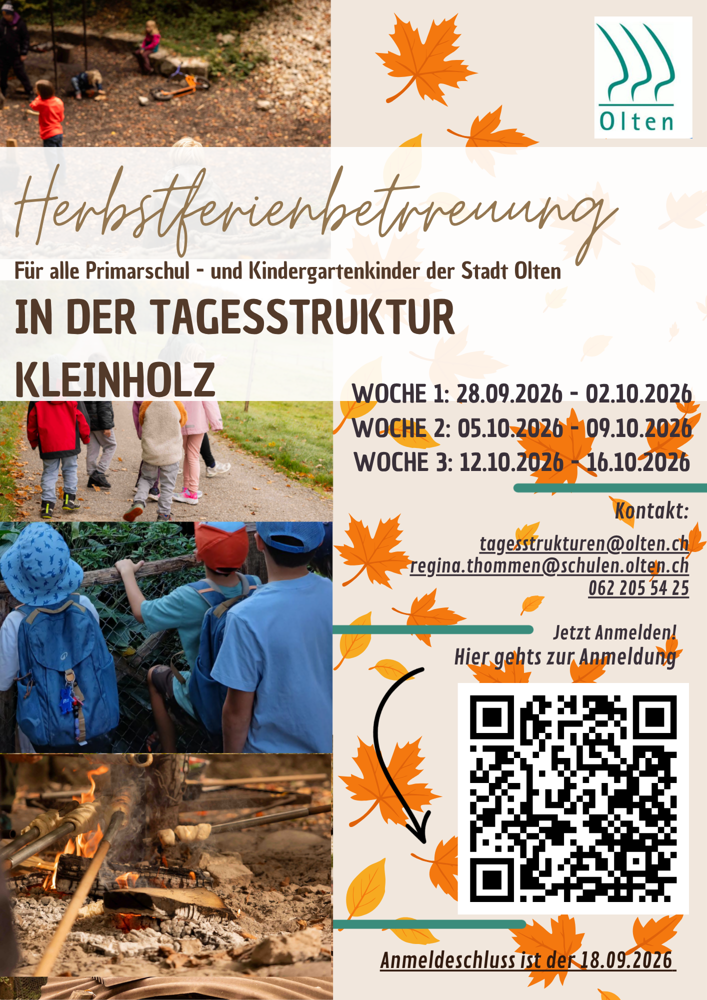 Olten
Herbstferienbetreuung
Für alle Primarschul - und Kindergartenkinder der Stadt Olten
IN DER TAGESSTRUKTUR
KLEINHOLZ
WOCHE 1: 28.09.2026 - 02.10.2026
WOCHE 2: 05.10.2026 - 09.10.2026
WOCHE 3: 12.10.2026 - 16.10.2026
Kontakt:
tagesstrukturen@olten.ch
regina.thommen@schulen.olten.ch
062 205 54 25
Jetzt Anmelden!
Hier gehts zur Anmeldung
Anmeldeschluss ist der 18.09.2026